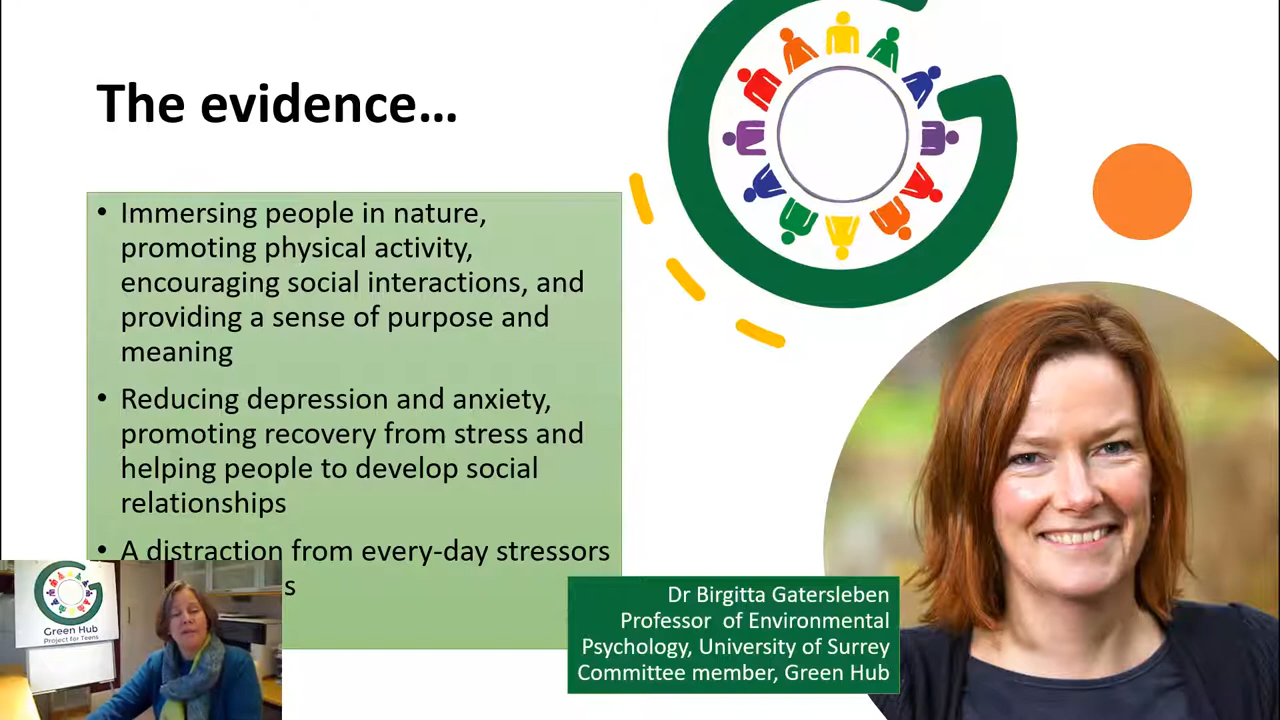 The evidence…
• Immersing people in nature,
promoting physical activity,
encouraging social interactions, and
providing a sense of purpose and
meaning
• Reducing depression and anxiety,
promoting recovery from stress and
helping people to develop social
relationships
• A distraction from every-day stressors
s
Dr Birgitta Gatersleben
Professor of Environmental
Psychology, University of Surrey
Committee member, Green Hub
Green Hub
Project for Teens